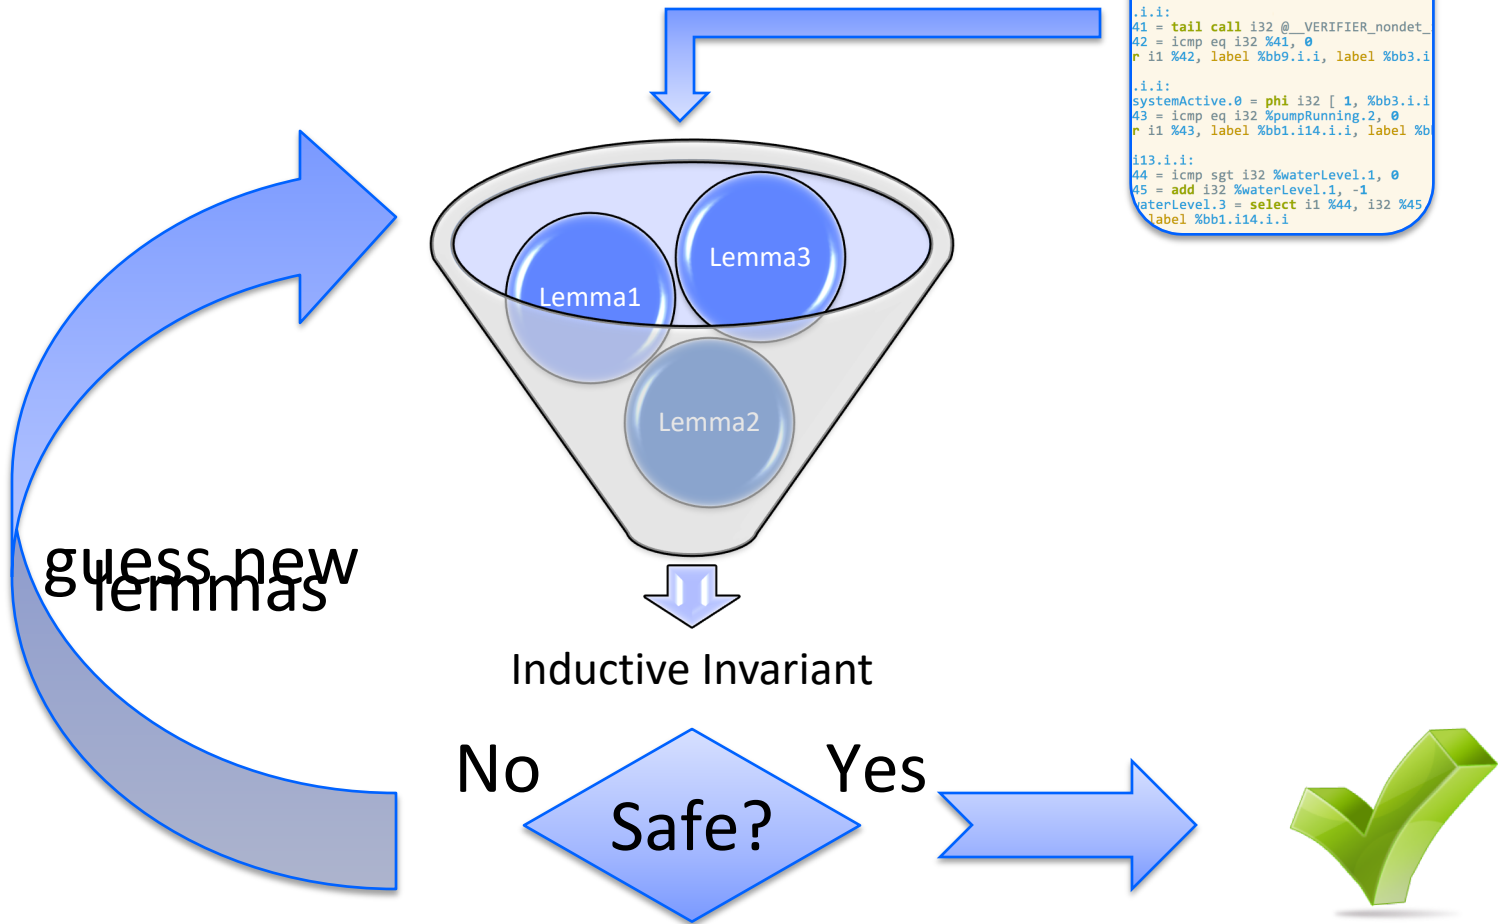 .i.i:
41 = tail call i32 @__VERIFIER_nondet_
42 = icmp eq i32 %41, 0
r i1 %42, label %bb9.i.i, label %bb3.i
.i.i:
systemActive.0 = phi i32 [ 1, %bb3.i.i
43 = icmp eq i32 %pumpRunning.2, 0
r i1 %43, label %bb1.i14.i.i, label %b
i13.i.i:
44 = icmp sgt i32 %waterLevel.1, 0
45 = add i32 %waterLevel.1, -1
waterLevel.3 = select i1 %44, i32 %45
label %bb1.i14.i.i
Lemma3
Lemma1
Lemma2
guess new
lemmas
Inductive Invariant
No
Yes
Safe?